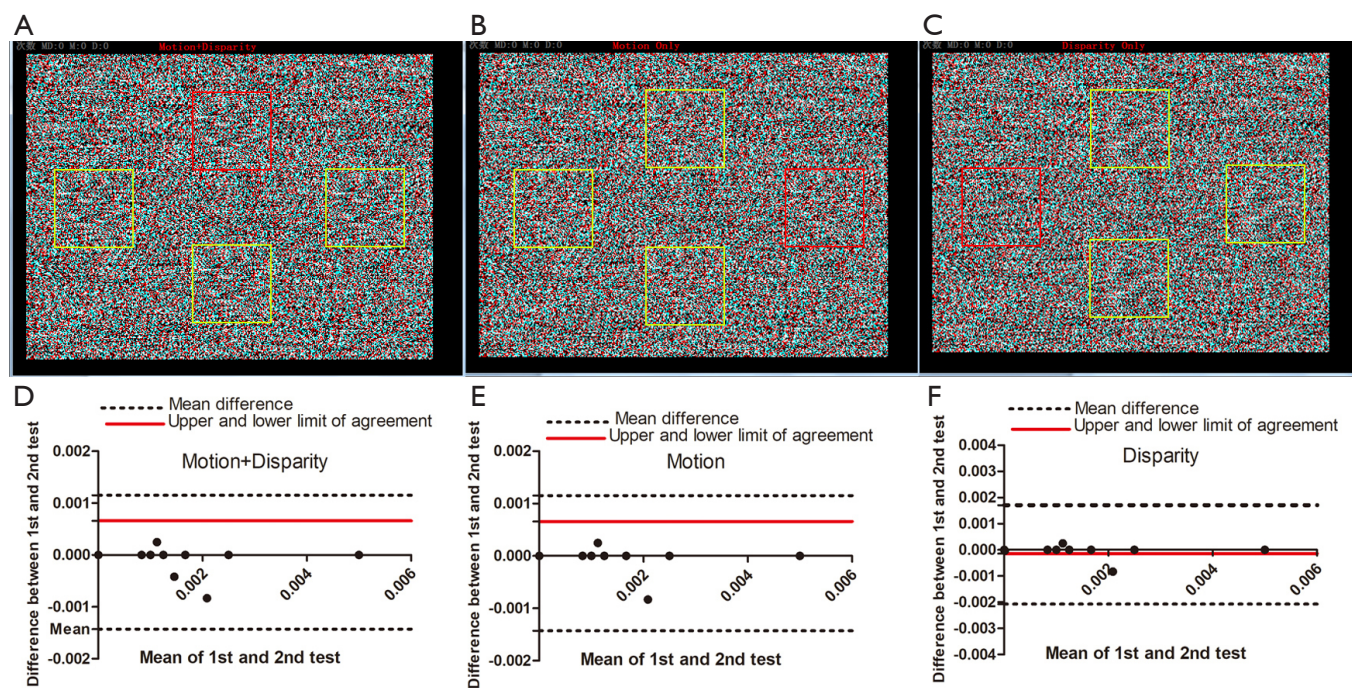 A
B
C
次数 MD:0 M:0 D:0
Motion+Disparity
次数 MD:0 M:0 D:0
Motion Only
次数 MD:0 M:0 D:0
Disparity Only
D
Mean difference
Upper and lower limit of agreement
Motion+Disparity
Difference between 1st and 2nd test
0.002
0.001
0.000
-0.001
Mean
-0.002
0.002
0.004
0.006
Mean of 1st and 2nd test
E
Mean difference
Upper and lower limit of agreement
Motion
Difference between 1st and 2nd test
0.002
0.001
0.000
-0.001
-0.002
0.002
0.004
0.006
Mean of 1st and 2nd test
F
Mean difference
Upper and lower limit of agreement
Disparity
Difference between 1st and 2nd test
0.004
0.003
0.002
0.001
0.000
-0.001
-0.002
-0.003
-0.004
0.002
0.004
0.006
Mean of 1st and 2nd test